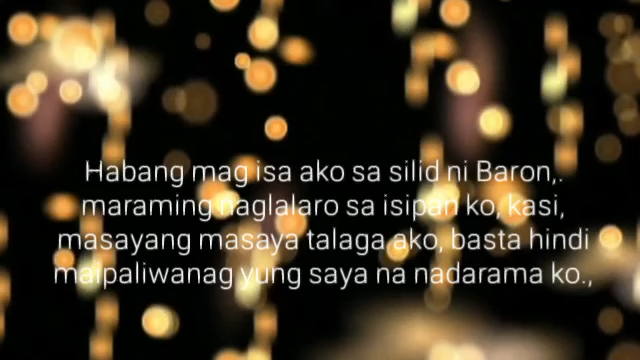 Habang mag isa ako sa silid ni Baron,.
maraming naglalaro sa isipan ko, kasi,
masayang masaya talaga ako, basta hindi
maipaliwanag yung saya na nadarama ko.,